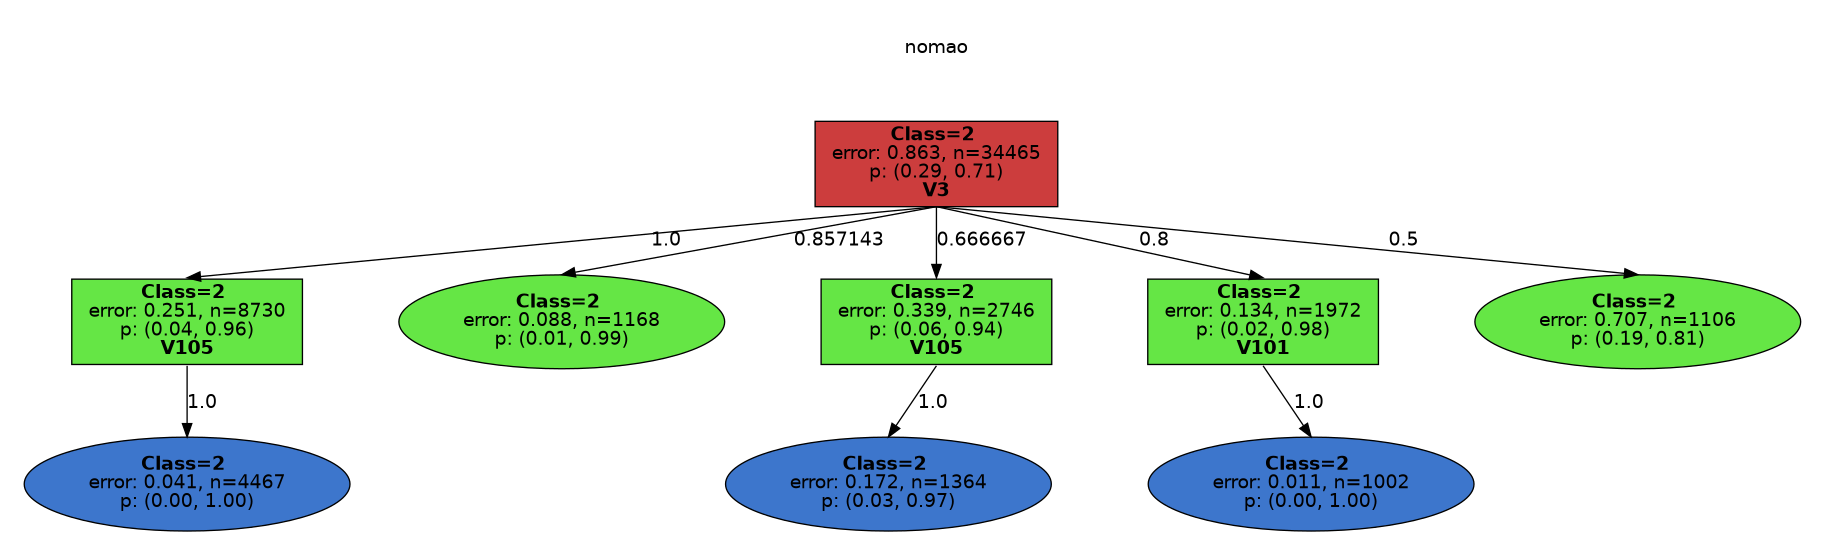 nomao
Class=2
error: 0.863, n=34465
p: (0.29, 0.71)
V3
1.0
0.857143
0.666667
0.8
0.5
Class=2
error: 0.251, n=8730
p: (0.04, 0.96)
V105
Class=2
error: 0.088, n=1168
p: (0.01, 0.99)
Class=2
error: 0.339, n=2746
p: (0.06, 0.94)
V105
Class=2
error: 0.134, n=1972
p: (0.02, 0.98)
V101
Class=2
error: 0.707, n=1106
p: (0.19, 0.81)
1.0
1.0
1.0
Class=2
error: 0.041, n=4467
p: (0.00, 1.00)
Class=2
error: 0.172, n=1364
p: (0.03, 0.97)
Class=2
error: 0.011, n=1002
p: (0.00, 1.00)